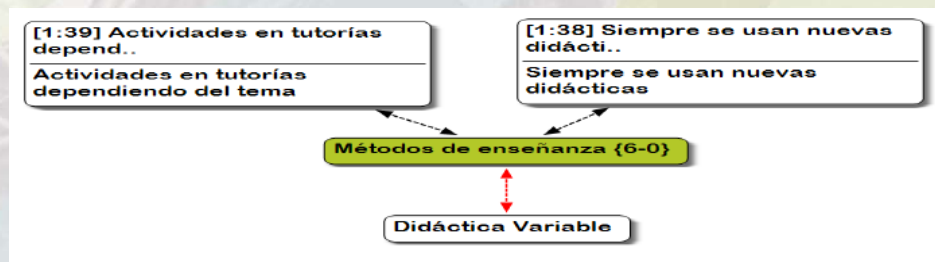 [1:39] Actividades en tutorías
depend..
Actividades en tutorías
dependiendo del tema
[1:38] Siempre se usan nuevas
didácti..
Siempre se usan nuevas
didácticas
Métodos de enseñanza {6-0}
Didáctica Variable